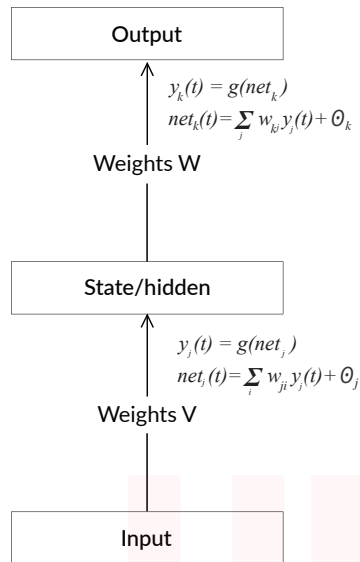 Output
y_k(t) = g(net_k)
net_k(t)=∑_j w_kj y_j(t)+Θ_k
Weights W
State/hidden
y_j(t) = g(net_j)
net_j(t)=∑_i w_ji y_j(t)+Θ_j
Weights V
Input